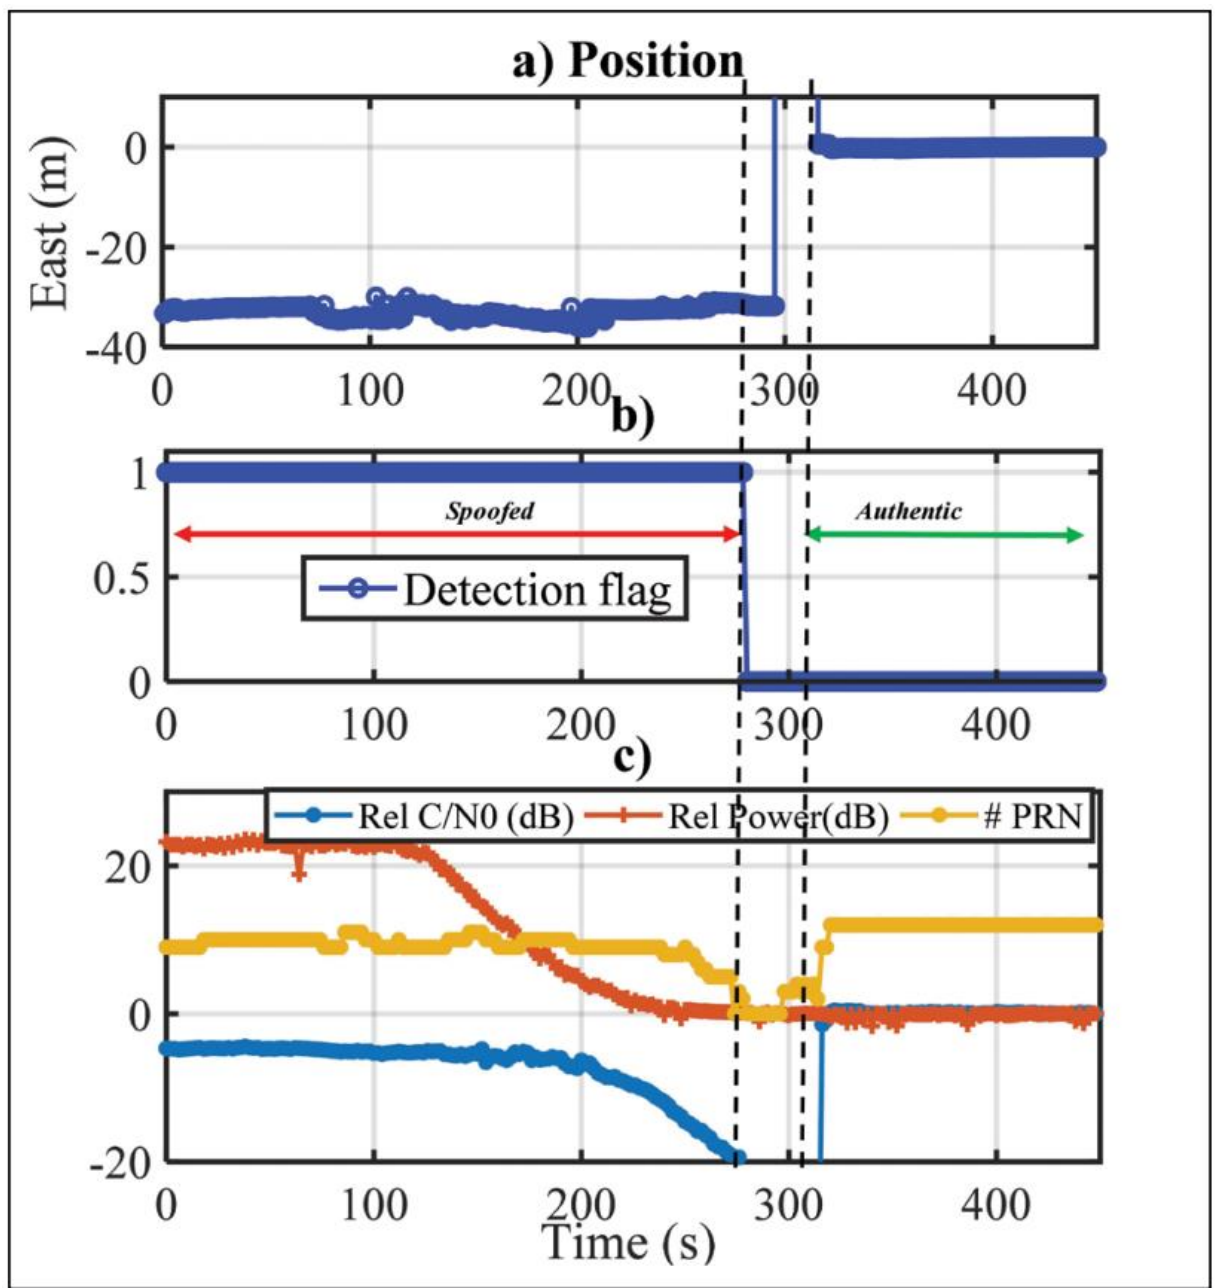 a) Position
East (m)
0
-20
-40
0 100 200 300 400
b)
1
0.5
0
Spoofed Authentic
Detection flag
0 100 200 300 400
c)
Rel C/N0 (dB) Rel Power(dB) # PRN
20
0
-20
0 100 200 300 400
Time (s)